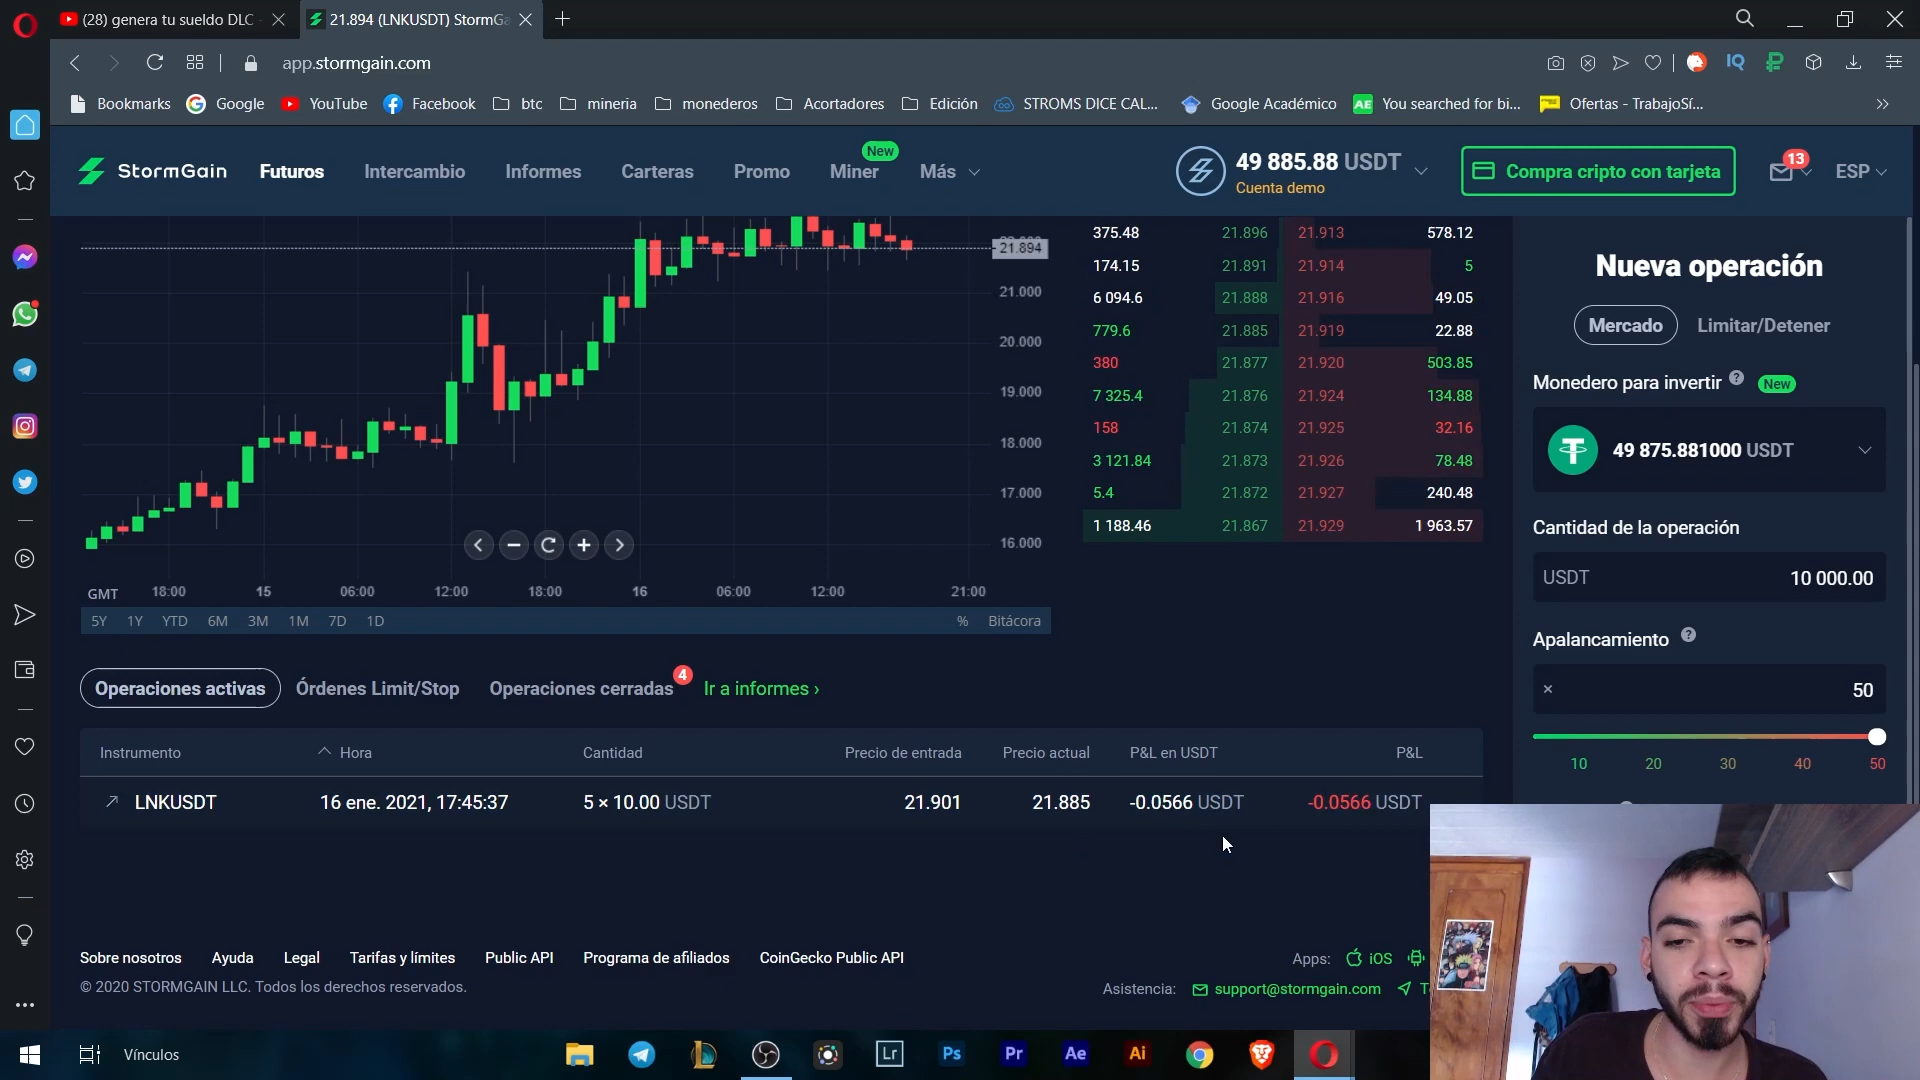 (28) genera tu sueldo DLC
21.894 (LNKUSDT) StormGa
app.stormgain.com
IQ
Bookmarks
Google
YouTube
Facebook
btc
mineria
monederos
Acortadores
Edición
STROMS DICE CAL...
Google Académico
AE
You searched for bi...
Ofertas - TrabajoSí...
StormGain
Futuros
Intercambio
Informes
Carteras
Promo
Miner
New
Más
49 885.88 USDT
Cuenta demo
Compra cripto con tarjeta
13
ESP
21.894
21.000
20.000
19.000
18.000
17.000
16.000
GMT 18:00 15 06:00 12:00 18:00 16 06:00 12:00 21:00
5Y 1Y YTD 6M 3M 1M 7D 1D % Bitácora
375.48 21.896 21.913 578.12
174.15 21.891 21.914 5
6 094.6 21.888 21.916 49.05
779.6 21.885 21.919 22.88
380 21.877 21.920 503.85
7 325.4 21.876 21.924 134.88
158 21.874 21.925 32.16
3 121.84 21.873 21.926 78.48
5.4 21.872 21.927 240.48
1 188.46 21.867 21.929 1 963.57
Nueva operación
Mercado
Limitar/Detener
Monedero para invertir ? New
49 875.881000 USDT
Cantidad de la operación
USDT 10 000.00
Apalancamiento ?
× 50
10 20 30 40 50
Operaciones activas
Órdenes Limit/Stop
Operaciones cerradas
4
Ir a informes ›
Instrumento Hora Cantidad Precio de entrada Precio actual P&L en USDT P&L
LNKUSDT 16 ene. 2021, 17:45:37 5 × 10.00 USDT 21.901 21.885 -0.0566 USDT -0.0566 USDT
Sobre nosotros Ayuda Legal Tarifas y límites Public API Programa de afiliados CoinGecko Public API
© 2020 STORMGAIN LLC. Todos los derechos reservados.
Apps: iOS
Asistencia: support@stormgain.com
Vínculos
Lr
Ps
Pr
Ae
Ai